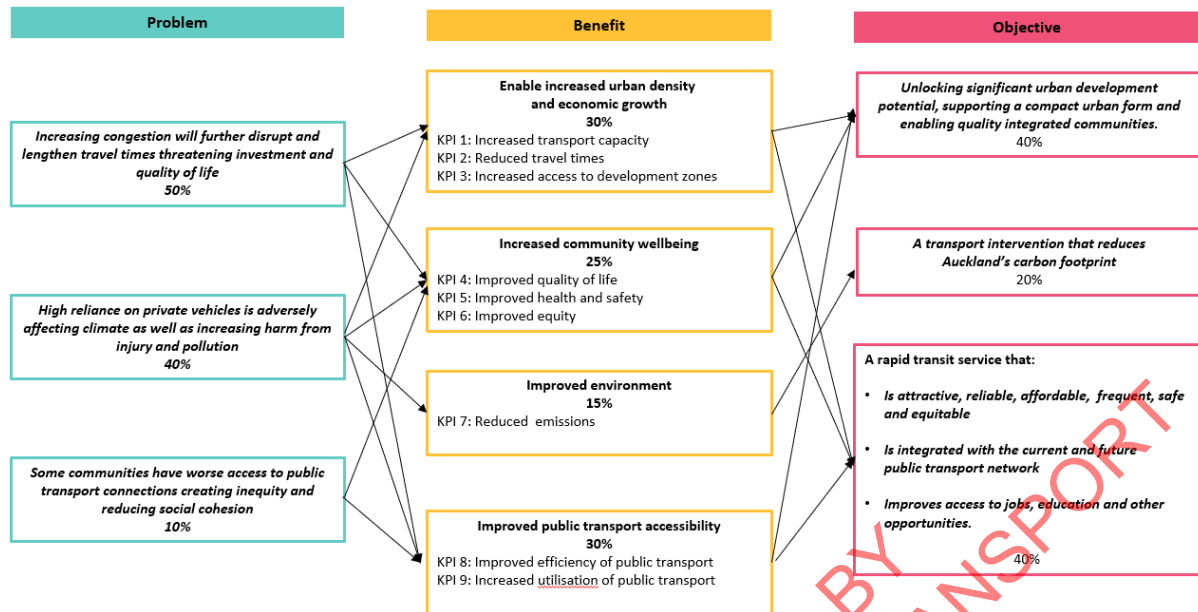 Problem
Increasing congestion will further disrupt and
lengthen travel times threatening investment and
quality of life
50%
High reliance on private vehicles is adversely
affecting climate as well as increasing harm from
injury and pollution
40%
Some communities have worse access to public
transport connections creating inequity and
reducing social cohesion
10%
Benefit
Enable increased urban density
and economic growth
30%
KPI 1: Increased transport capacity
KPI 2: Reduced travel times
KPI 3: Increased access to development zones
Increased community wellbeing
25%
KPI 4: Improved quality of life
KPI 5: Improved health and safety
KPI 6: Improved equity
Improved environment
15%
KPI 7: Reduced emissions
Improved public transport accessibility
30%
KPI 8: Improved efficiency of public transport
KPI 9: Increased utilisation of public transport
Objective
Unlocking significant urban development
potential, supporting a compact urban form and
enabling quality integrated communities.
40%
A transport intervention that reduces
Auckland's carbon footprint
20%
A rapid transit service that:
• Is attractive, reliable, affordable, frequent, safe
and equitable
• Is integrated with the current and future
public transport network
• Improves access to jobs, education and other
opportunities.
40%
BY
TRANSPORT